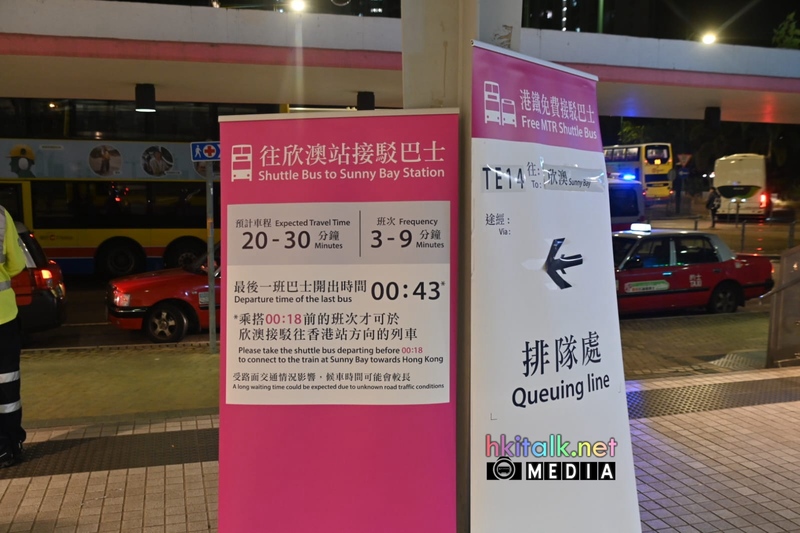 往欣澳站接駁巴士
Shuttle Bus to Sunny Bay Station
預計車程 Expected Travel Time
20-30 分鐘 Minutes
班次 Frequency
3-9 分鐘 Minutes
最後一班巴士開出時間 00:43*
Departure time of the last bus
*乘搭00:18前的班次才可於
欣澳接駁往香港站方向的列車
Please take the shuttle bus departing before 00:18
to connect to the train at Sunny Bay towards Hong Kong
受路面交通情況影響，候車時間可能會較長
A long waiting time could be expected due to unknown road traffic conditions
港鐵免費接駁巴士
Free MTR Shuttle Bus
TE14 往： 欣澳 Sunny Bay
To:
途經：
Via:
排隊處
Queuing line
hkitalk.net
MEDIA